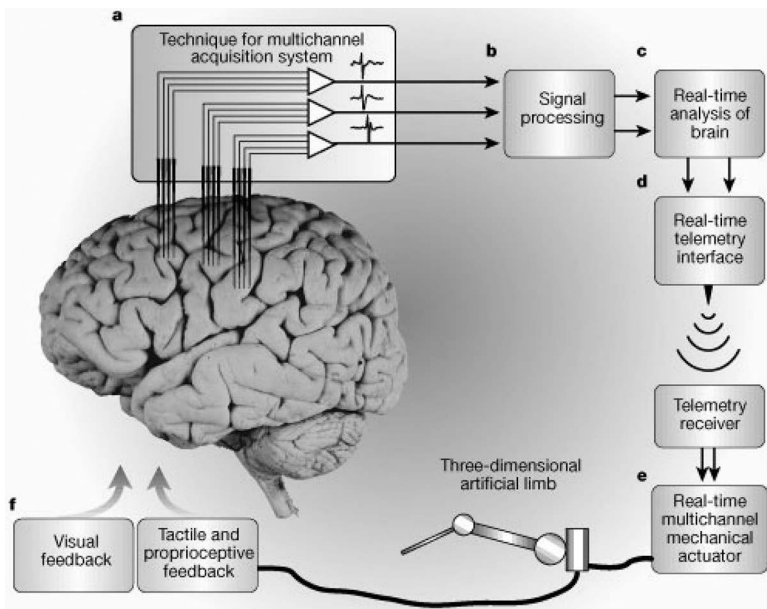 a
Technique for multichannel
acquisition system
b
Signal
processing
c
Real-time
analysis of
brain
d
Real-time
telemetry
interface
Telemetry
receiver
e
Real-time
multichannel
mechanical
actuator
Three-dimensional
artificial limb
f
Visual
feedback
Tactile and
proprioceptive
feedback